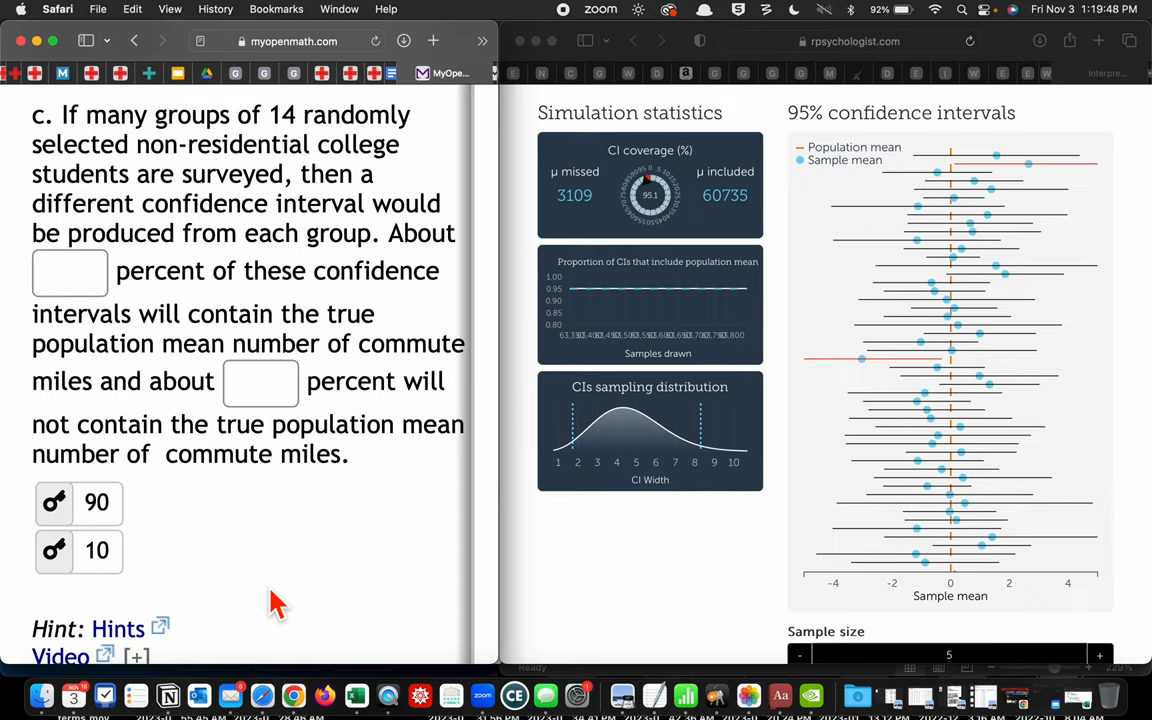 Safari File Edit View History Bookmarks Window Help
zoom 92% Fri Nov 3 1:19:48 PM
myopenmath.com
rpsychologist.com
MyOpe...
Interpre...
c. If many groups of 14 randomly
selected non-residential college
students are surveyed, then a
different confidence interval would
be produced from each group. About
percent of these confidence
intervals will contain the true
population mean number of commute
miles and about percent will
not contain the true population mean
number of commute miles.
90
10
Hint: Hints
Video [+]
Simulation statistics
CI coverage (%)
μ missed
3109
95.1
μ included
60735
Proportion of CIs that include population mean
1.00
0.95
0.90
0.85
0.80
Samples drawn
CIs sampling distribution
1 2 3 4 5 6 7 8 9 10
CI Width
95% confidence intervals
Population mean
Sample mean
-4 -2 0 2 4
Sample mean
Sample size
- 5 +
Ready
229%